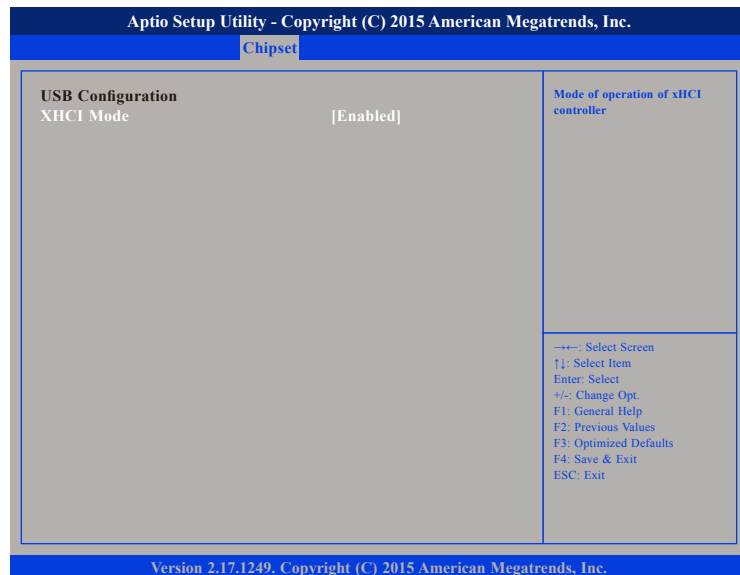 Aptio Setup Utility - Copyright (C) 2015 American Megatrends, Inc.
Chipset
USB Configuration
XHCI Mode [Enabled]
Mode of operation of xHCI
controller
→←: Select Screen
↑↓: Select Item
Enter: Select
+/-: Change Opt.
F1: General Help
F2: Previous Values
F3: Optimized Defaults
F4: Save & Exit
ESC: Exit
Version 2.17.1249. Copyright (C) 2015 American Megatrends, Inc.